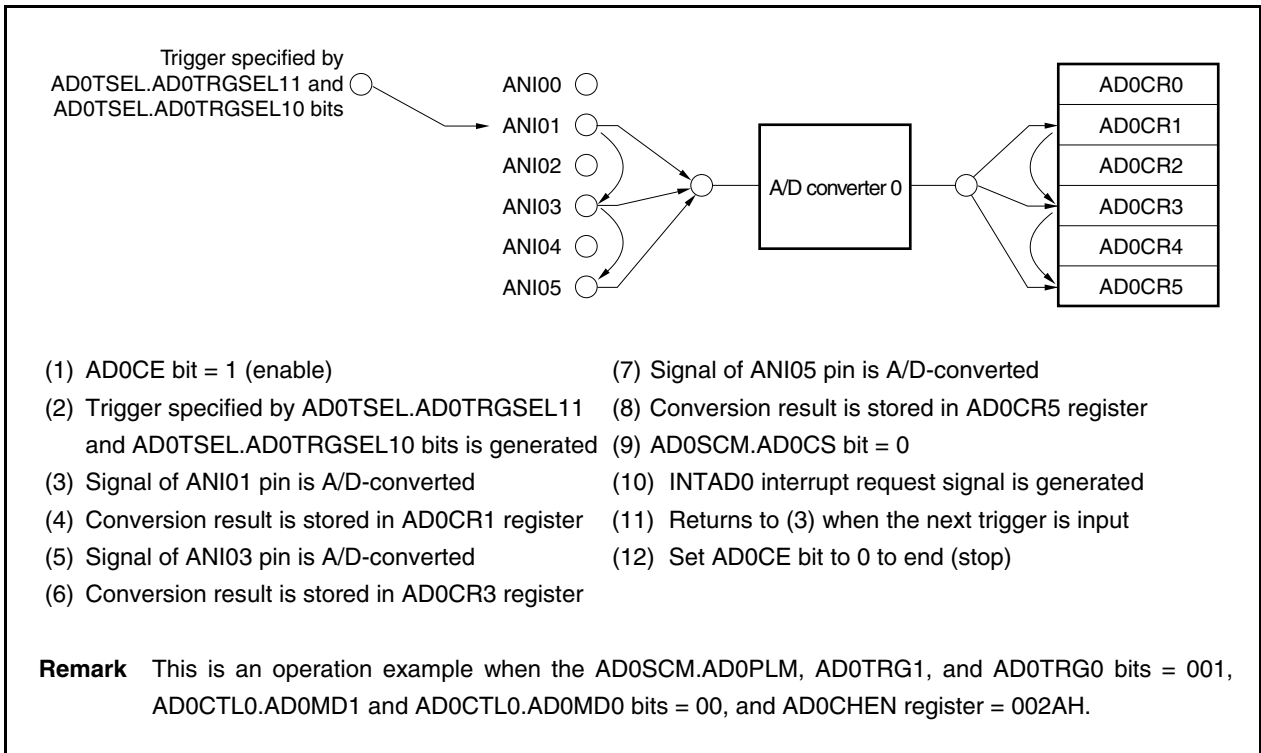 Trigger specified by
AD0TSEL.AD0TRGSEL11 and
AD0TSEL.AD0TRGSEL10 bits
ANI00
ANI01
ANI02
ANI03
ANI04
ANI05
A/D converter 0
AD0CR0
AD0CR1
AD0CR2
AD0CR3
AD0CR4
AD0CR5
(1) AD0CE bit = 1 (enable)
(2) Trigger specified by AD0TSEL.AD0TRGSEL11
and AD0TSEL.AD0TRGSEL10 bits is generated
(3) Signal of ANI01 pin is A/D-converted
(4) Conversion result is stored in AD0CR1 register
(5) Signal of ANI03 pin is A/D-converted
(6) Conversion result is stored in AD0CR3 register
(7) Signal of ANI05 pin is A/D-converted
(8) Conversion result is stored in AD0CR5 register
(9) AD0SCM.AD0CS bit = 0
(10) INTAD0 interrupt request signal is generated
(11) Returns to (3) when the next trigger is input
(12) Set AD0CE bit to 0 to end (stop)
Remark This is an operation example when the AD0SCM.AD0PLM, AD0TRG1, and AD0TRG0 bits = 001,
AD0CTL0.AD0MD1 and AD0CTL0.AD0MD0 bits = 00, and AD0CHEN register = 002AH.